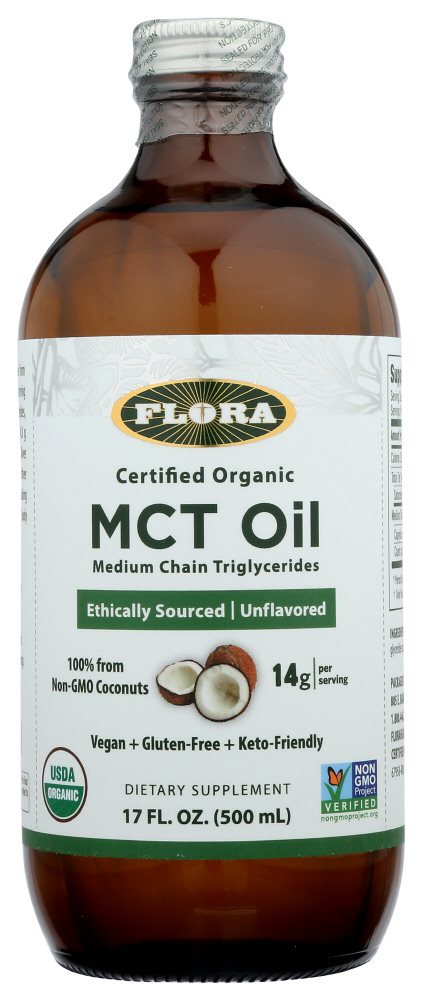 FLORA
Certified Organic
MCT Oil
Medium Chain Triglycerides
Ethically Sourced | Unflavored
100% from
Non-GMO Coconuts
14g
per
serving
Vegan + Gluten-Free + Keto-Friendly
USDA
ORGANIC
DIETARY SUPPLEMENT
17 FL. OZ. (500 mL)
NON
GMO
Project
VERIFIED
nongmoproject.org